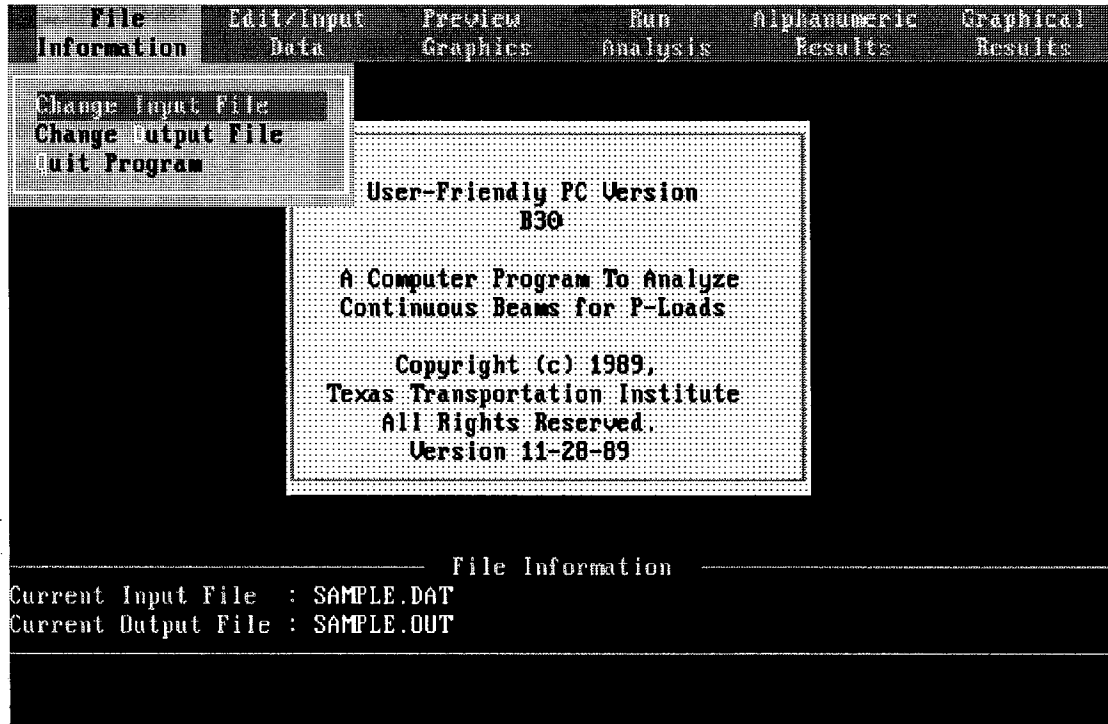 File Edit/Input Preview Run Alphanumeric Graphical
Information Data Graphics Analysis Results Results
Change Input File
Change Output File
Quit Program
User-Friendly PC Version
B30
A Computer Program To Analyze
Continuous Beams for P-Loads
Copyright (c) 1989,
Texas Transportation Institute
All Rights Reserved.
Version 11-28-89
File Information
Current Input File : SAMPLE.DAT
Current Output File : SAMPLE.OUT